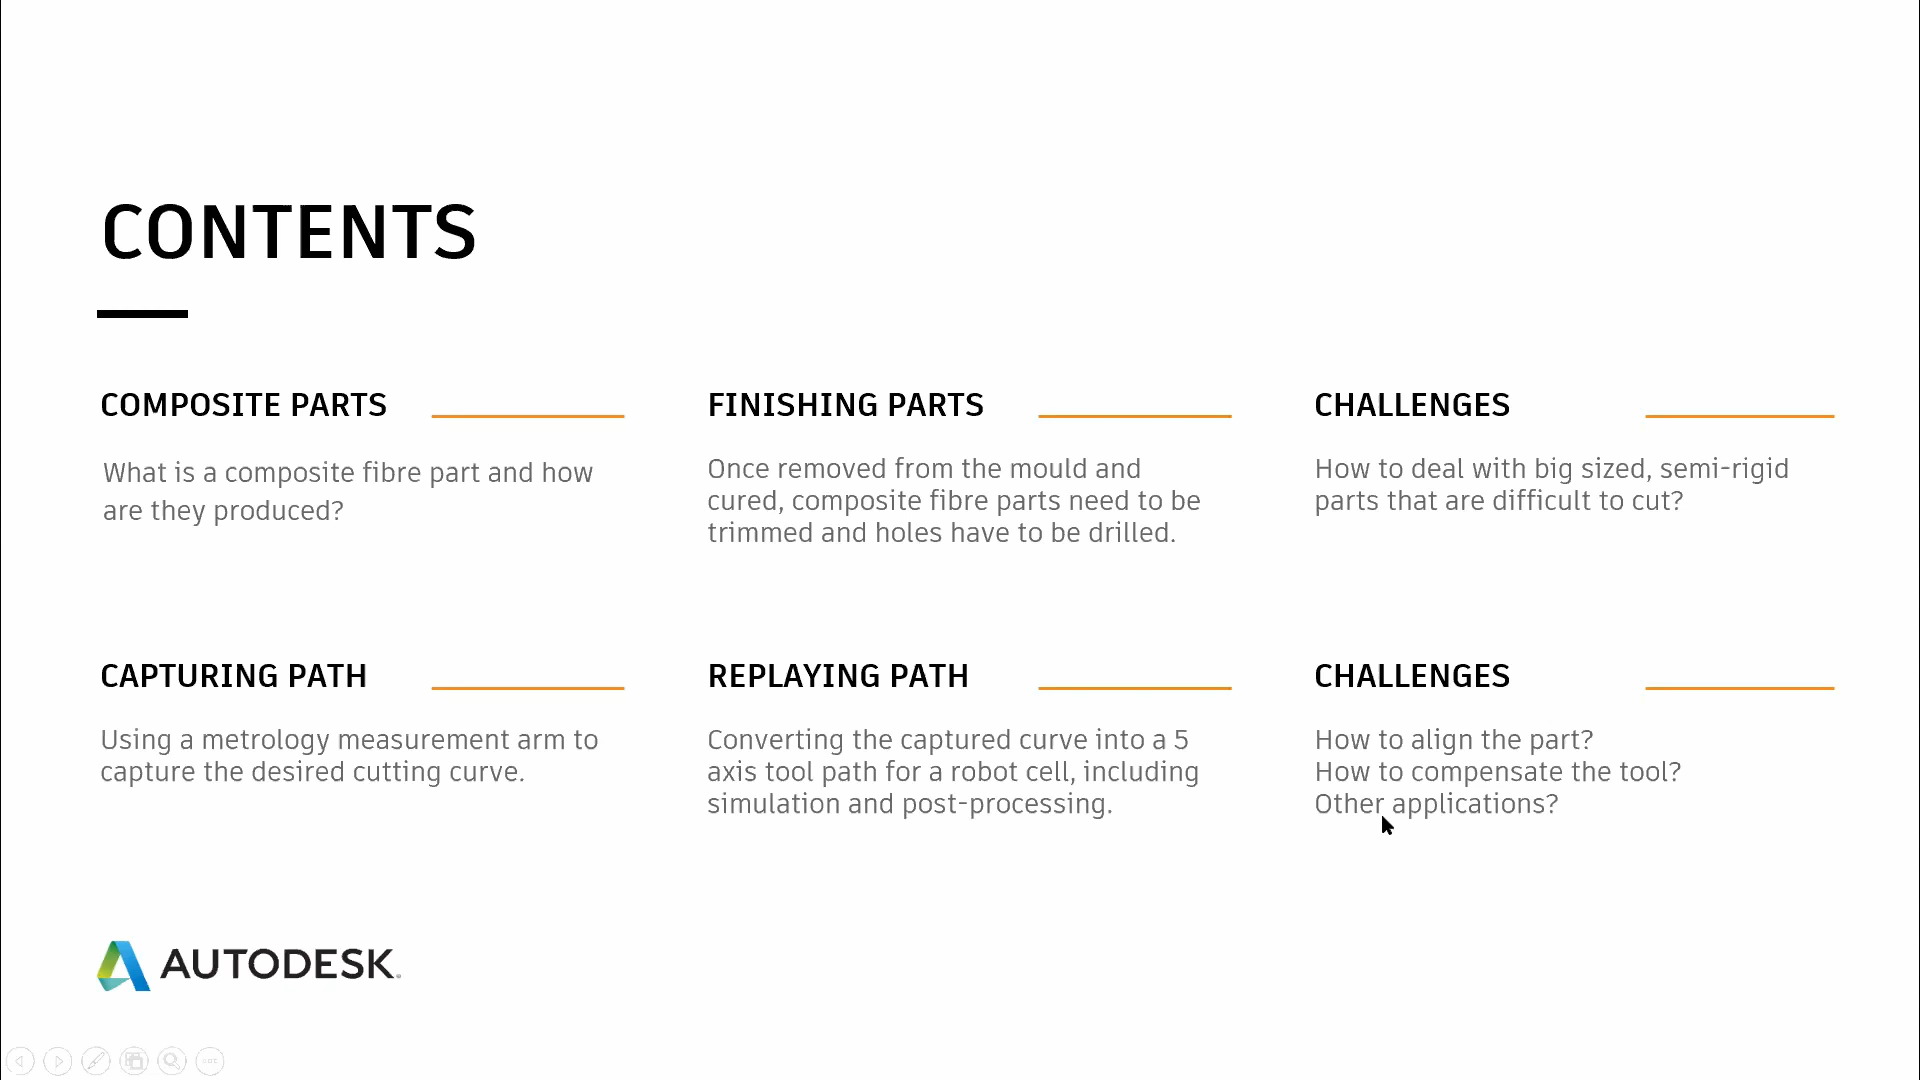 CONTENTS
COMPOSITE PARTS
What is a composite fibre part and how
are they produced?
FINISHING PARTS
Once removed from the mould and
cured, composite fibre parts need to be
trimmed and holes have to be drilled.
CHALLENGES
How to deal with big sized, semi-rigid
parts that are difficult to cut?
CAPTURING PATH
Using a metrology measurement arm to
capture the desired cutting curve.
REPLAYING PATH
Converting the captured curve into a 5
axis tool path for a robot cell, including
simulation and post-processing.
CHALLENGES
How to align the part?
How to compensate the tool?
Other applications?
AUTODESK